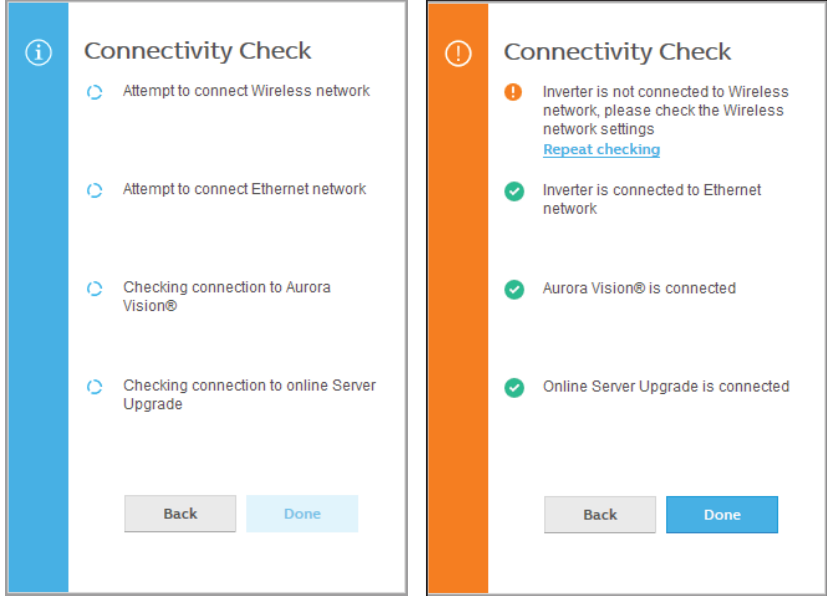 Connectivity Check
Attempt to connect Wireless network
Attempt to connect Ethernet network
Checking connection to Aurora
Vision®
Checking connection to online Server
Upgrade
Back
Done
Connectivity Check
Inverter is not connected to Wireless
network, please check the Wireless
network settings
Repeat checking
Inverter is connected to Ethernet
network
Aurora Vision® is connected
Online Server Upgrade is connected
Back
Done